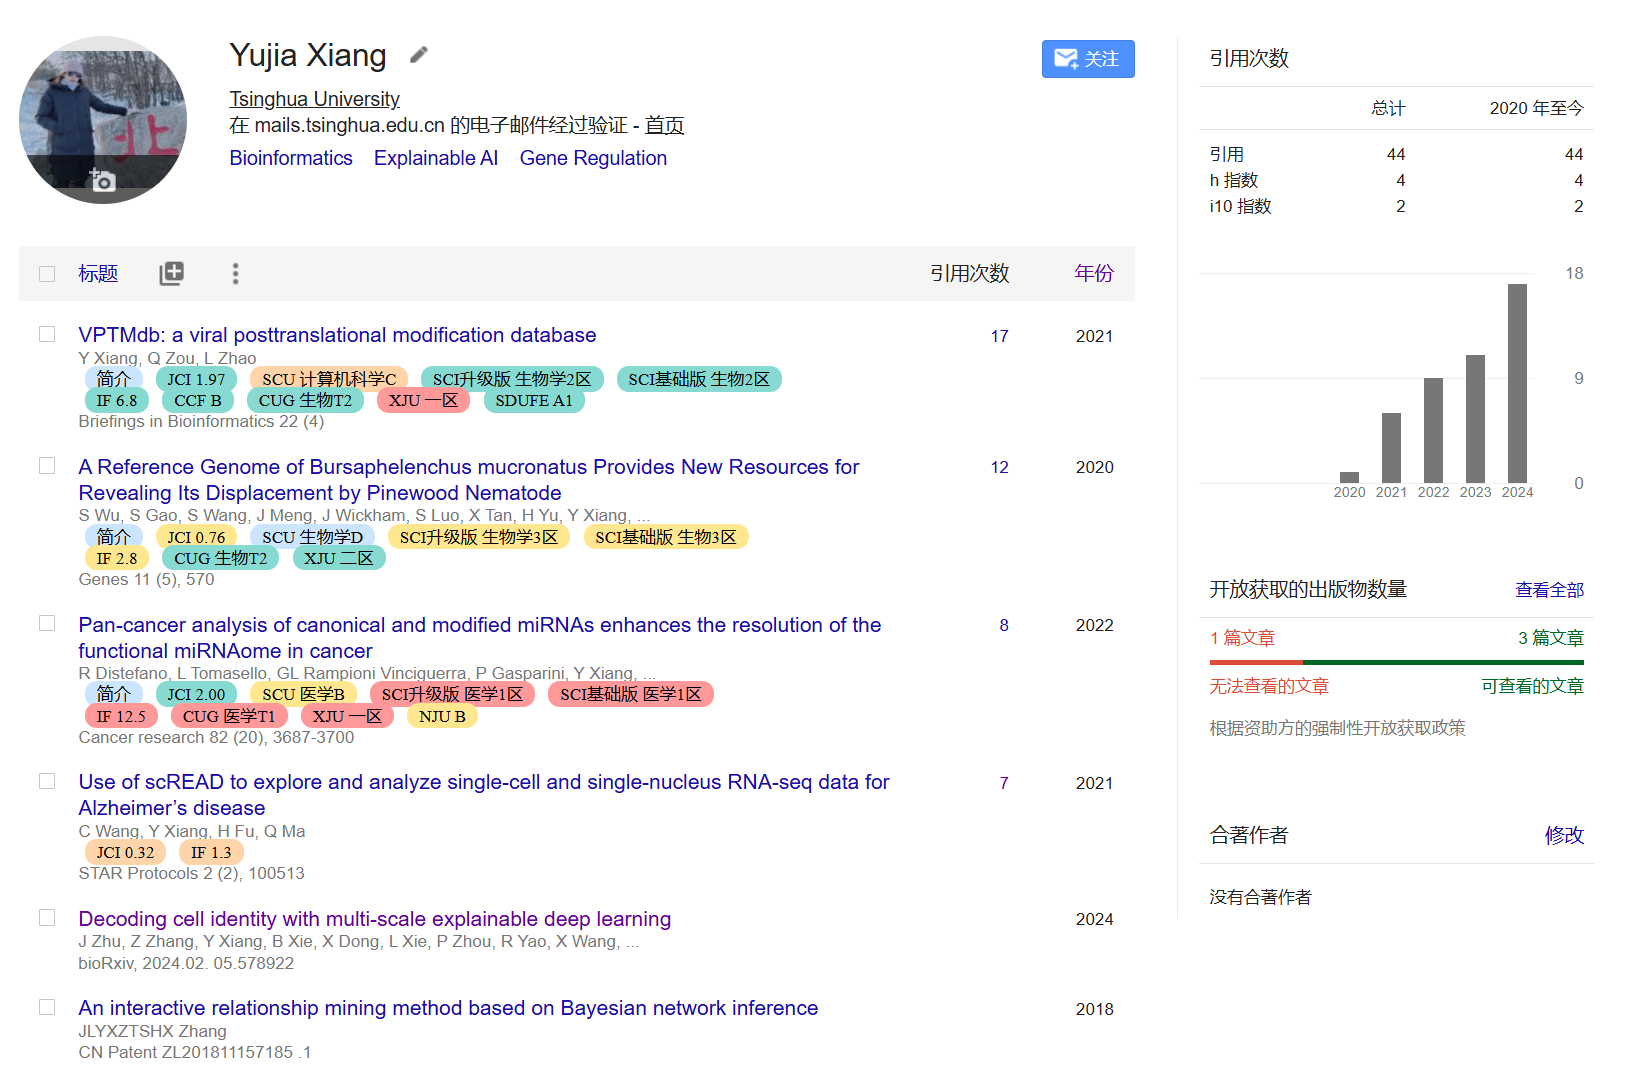 Yujia Xiang
关注
Tsinghua University
在 mails.tsinghua.edu.cn 的电子邮件经过验证 - 首页
Bioinformatics Explainable AI Gene Regulation
北
标题 引用次数 年份
VPTMdb: a viral posttranslational modification database 17 2021
Y Xiang, Q Zou, L Zhao
简介 JCI 1.97 SCU 计算机科学C SCI升级版 生物学2区 SCI基础版 生物2区
IF 6.8 CCF B CUG 生物T2 XJU 一区 SDUFE A1
Briefings in Bioinformatics 22 (4)
A Reference Genome of Bursaphelenchus mucronatus Provides New Resources for 12 2020
Revealing Its Displacement by Pinewood Nematode
S Wu, S Gao, S Wang, J Meng, J Wickham, S Luo, X Tan, H Yu, Y Xiang, ...
简介 JCI 0.76 SCU 生物学D SCI升级版 生物学3区 SCI基础版 生物3区
IF 2.8 CUG 生物T2 XJU 二区
Genes 11 (5), 570
Pan-cancer analysis of canonical and modified miRNAs enhances the resolution of the 8 2022
functional miRNAome in cancer
R Distefano, L Tomasello, GL Rampioni Vinciguerra, P Gasparini, Y Xiang, ...
简介 JCI 2.00 SCU 医学B SCI升级版 医学1区 SCI基础版 医学1区
IF 12.5 CUG 医学T1 XJU 一区 NJU B
Cancer research 82 (20), 3687-3700
Use of scREAD to explore and analyze single-cell and single-nucleus RNA-seq data for 7 2021
Alzheimer’s disease
C Wang, Y Xiang, H Fu, Q Ma
JCI 0.32 IF 1.3
STAR Protocols 2 (2), 100513
Decoding cell identity with multi-scale explainable deep learning 2024
J Zhu, Z Zhang, Y Xiang, B Xie, X Dong, L Xie, P Zhou, R Yao, X Wang, ...
bioRxiv, 2024.02. 05.578922
An interactive relationship mining method based on Bayesian network inference 2018
JLYXZTSHX Zhang
CN Patent ZL201811157185 .1
引用次数
总计 2020 年至今
引用 44 44
h 指数 4 4
i10 指数 2 2
18
9
0
2020 2021 2022 2023 2024
开放获取的出版物数量 查看全部
1 篇文章 3 篇文章
无法查看的文章 可查看的文章
根据资助方的强制性开放获取政策
合著作者 修改
没有合著作者